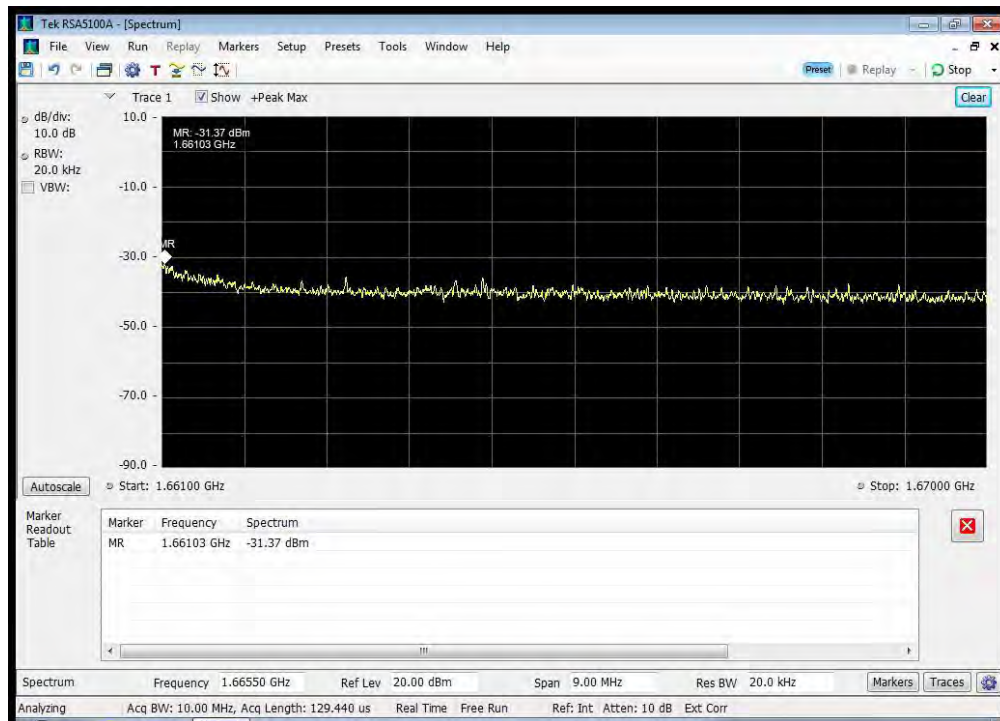 Tek RSA5100A - [Spectrum]
File View Run Replay Markers Setup Presets Tools Window Help
T Preset Replay Stop
Trace 1 Show +Peak Max Clear
dB/div:
10.0 dB
RBW:
20.0 kHz
VBW:
10.0
MR: -31.37 dBm
1.66103 GHz
-10.0
MR
-30.0
-50.0
-70.0
-90.0
Autoscale Start: 1.66100 GHz Stop: 1.67000 GHz
Marker
Readout
Table
Marker Frequency Spectrum
MR 1.66103 GHz -31.37 dBm
Spectrum Frequency 1.66550 GHz Ref Lev 20.00 dBm Span 9.00 MHz Res BW 20.0 kHz Markers Traces
Analyzing Acq BW: 10.00 MHz, Acq Length: 129.440 us Real Time Free Run Ref: Int Atten: 10 dB Ext Corr